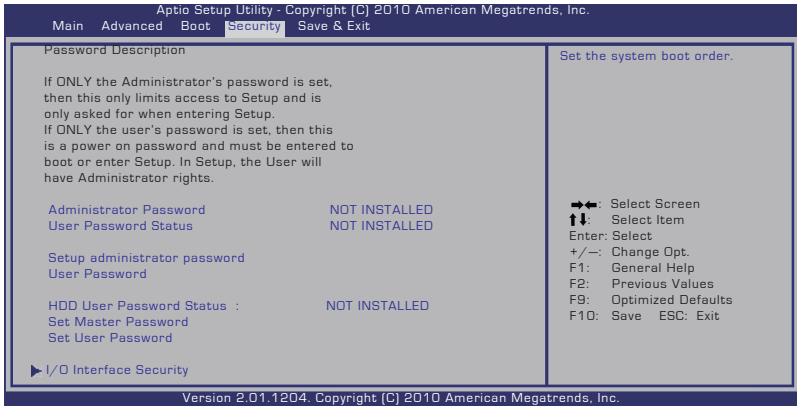 Aptio Setup Utility - Copyright (C) 2010 American Megatrends, Inc.
Main Advanced Boot Security Save & Exit
Password Description
If ONLY the Administrator's password is set,
then this only limits access to Setup and is
only asked for when entering Setup.
If ONLY the user's password is set, then this
is a power on password and must be entered to
boot or enter Setup. In Setup, the User will
have Administrator rights.
Administrator Password NOT INSTALLED
User Password Status NOT INSTALLED
Setup administrator password
User Password
HDD User Password Status : NOT INSTALLED
Set Master Password
Set User Password
I/O Interface Security
Set the system boot order.
→←: Select Screen
↑↓: Select Item
Enter: Select
+/—: Change Opt.
F1: General Help
F2: Previous Values
F9: Optimized Defaults
F10: Save ESC: Exit
Version 2.01.1204. Copyright (C) 2010 American Megatrends, Inc.